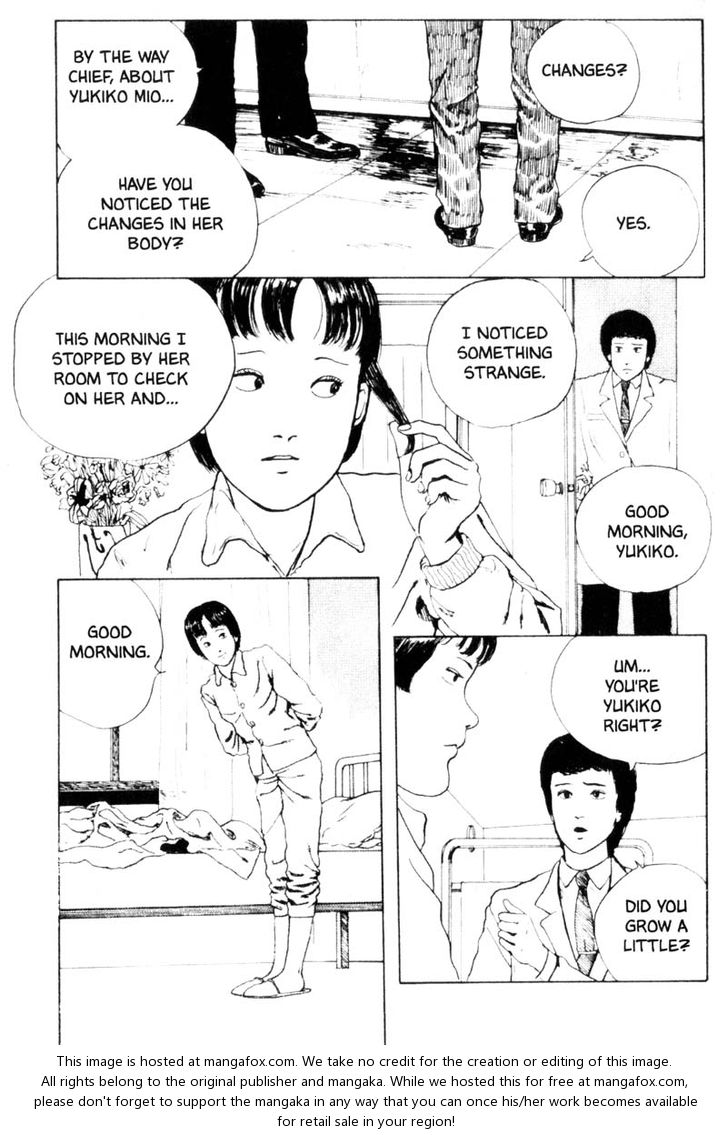 BY THE WAY
CHIEF, ABOUT
YUKIKO MIO...
CHANGES?
HAVE YOU
NOTICED THE
CHANGES IN HER
BODY?
YES.
THIS MORNING I
STOPPED BY HER
ROOM TO CHECK
ON HER AND...
I NOTICED
SOMETHING
STRANGE.
GOOD
MORNING,
YUKIKO.
GOOD
MORNING.
UM...
YOU'RE
YUKIKO
RIGHT?
DID YOU
GROW A
LITTLE?
This image is hosted at mangafox.com. We take no credit for the creation or editing of this image.
All rights belong to the original publisher and mangaka. While we hosted this for free at mangafox.com,
please don't forget to support the mangaka in any way that you can once his/her work becomes available
for retail sale in your region!